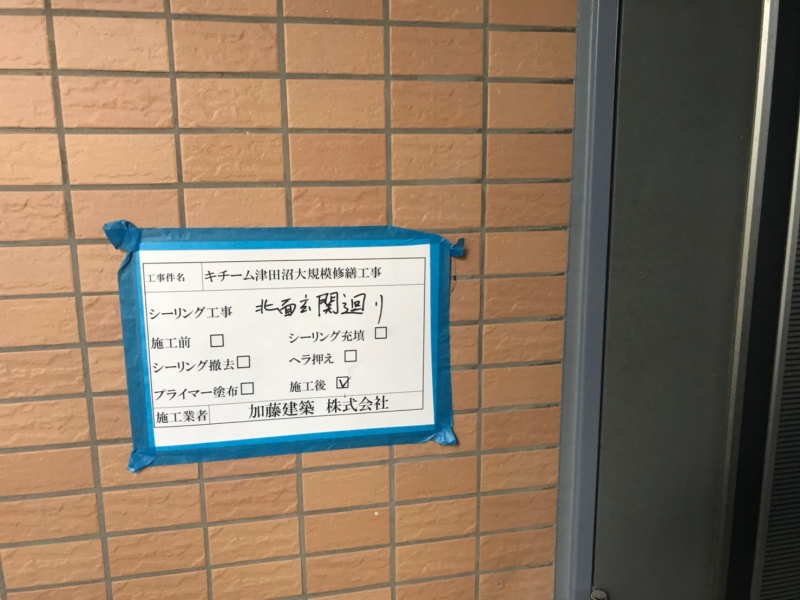 工事件名 キチーム津田沼大規模修繕工事
シーリング工事 北面玄関廻り
施工前 □ シーリング充填 □
シーリング撤去 □ ヘラ押え □
プライマー塗布 □ 施工後 ☑
施工業者 加藤建築 株式会社